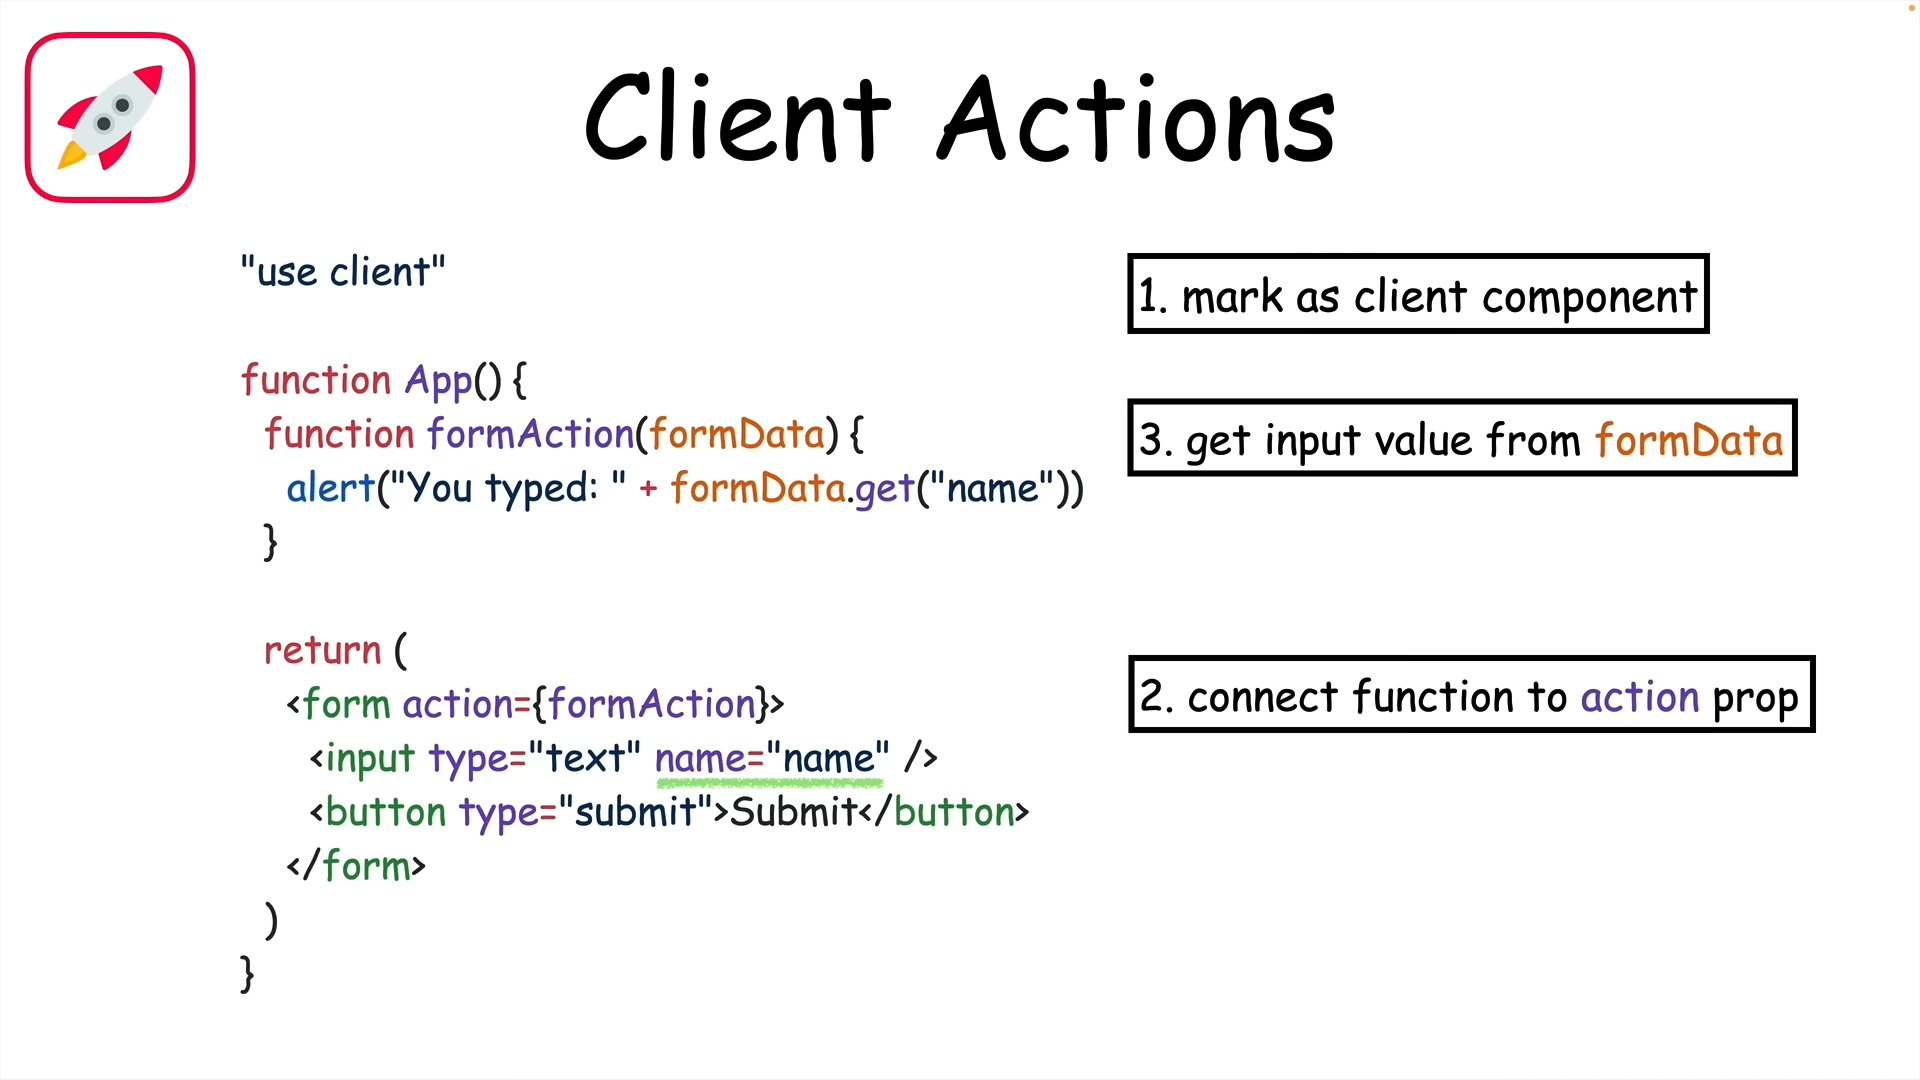 Client Actions
"use client"
function App() {
function formAction(formData) {
alert("You typed: " + formData.get("name"))
}
return (
<form action={formAction}>
<input type="text" name="name" />
<button type="submit">Submit</button>
</form>
)
}
1. mark as client component
3. get input value from formData
2. connect function to action prop